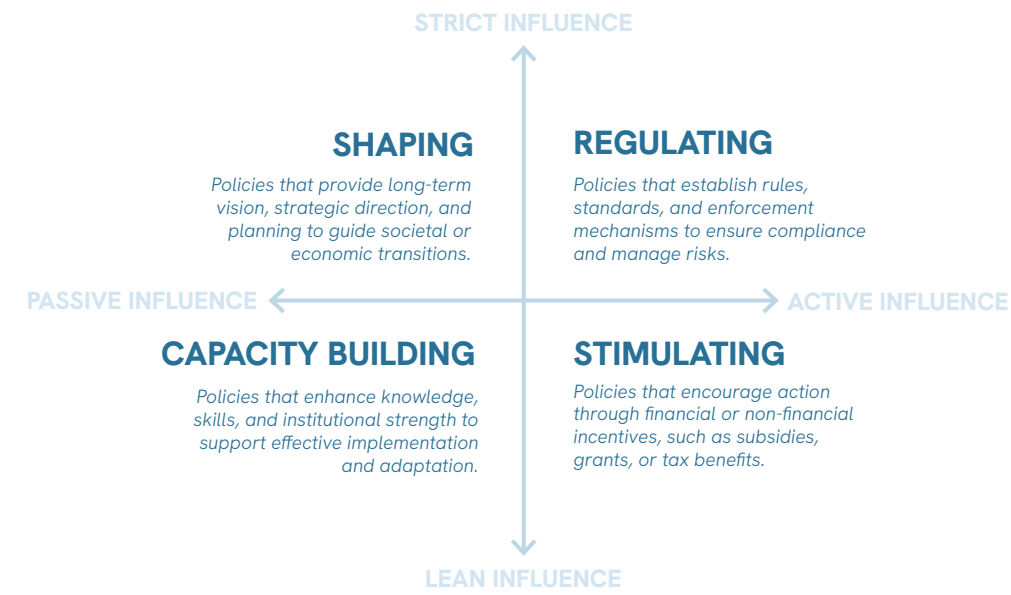 STRICT INFLUENCE
SHAPING
Policies that provide long-term
vision, strategic direction, and
planning to guide societal or
economic transitions.
REGULATING
Policies that establish rules,
standards, and enforcement
mechanisms to ensure compliance
and manage risks.
PASSIVE INFLUENCE
ACTIVE INFLUENCE
CAPACITY BUILDING
Policies that enhance knowledge,
skills, and institutional strength to
support effective implementation
and adaptation.
STIMULATING
Policies that encourage action
through financial or non-financial
incentives, such as subsidies,
grants, or tax benefits.
LEAN INFLUENCE